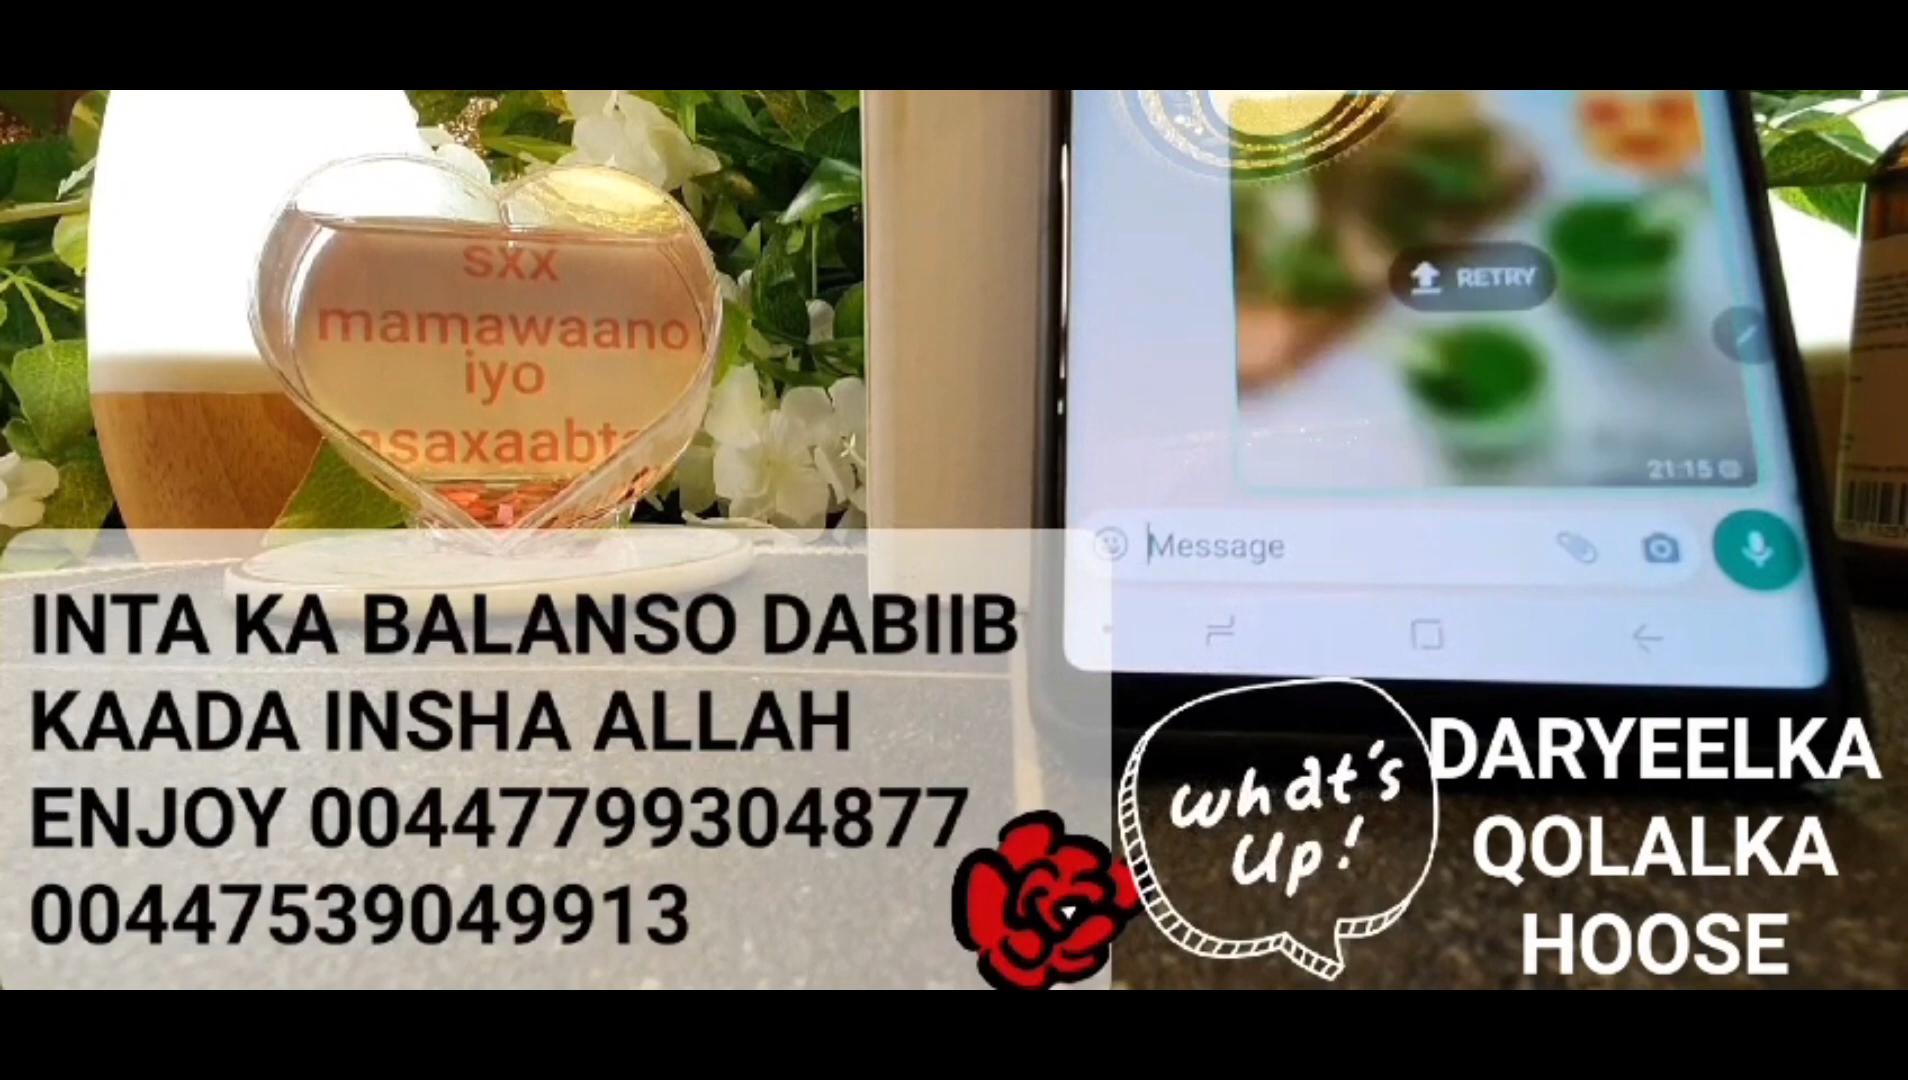 sxx
mamawaano
iyo
asaxaabta
RETRY
21:15
Message
INTA KA BALANSO DABIIB
KAADA INSHA ALLAH
ENJOY 00447799304877
00447539049913
What's
Up!
DARYEELKA
QOLALKA
HOOSE